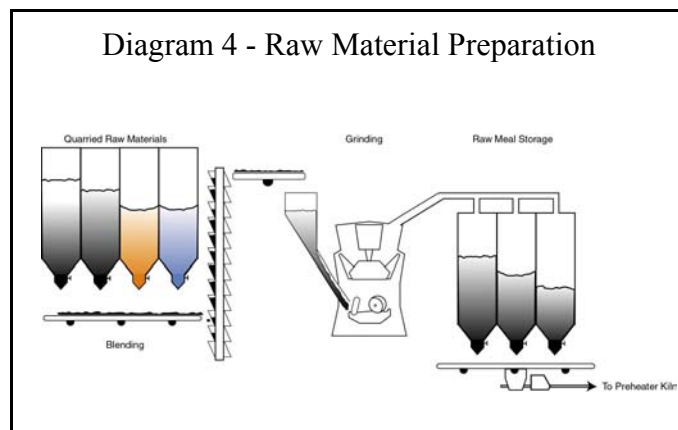 Diagram 4 - Raw Material Preparation
Quarried Raw Materials
Grinding
Raw Meal Storage
Blending
To Preheater Kiln